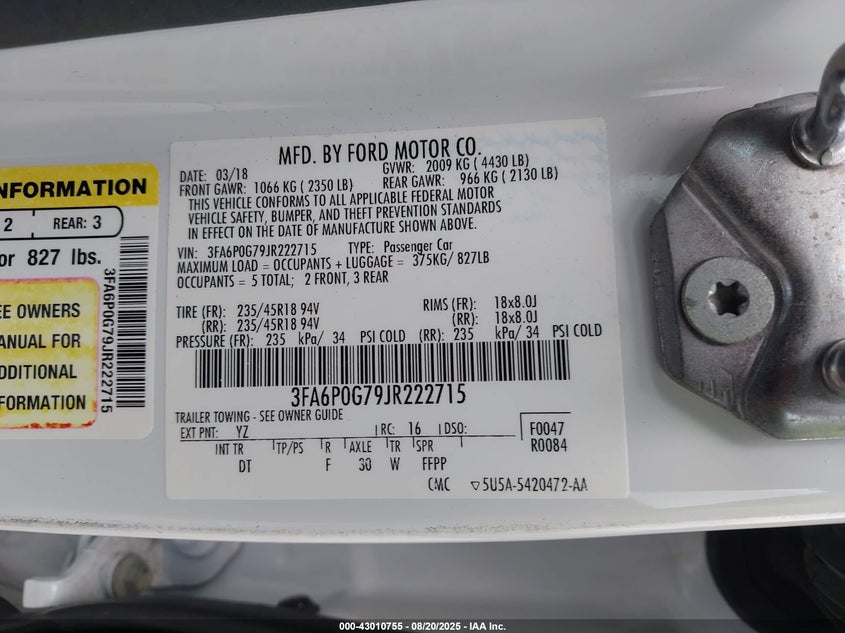 NFORMATION
2 REAR: 3
or 827 lbs.
EE OWNERS
MANUAL FOR
ADDITIONAL
FORMATION
3FA6P0G79JR222715
MFD. BY FORD MOTOR CO.
DATE: 03/18 GVWR: 2009 KG ( 4430 LB)
FRONT GAWR: 1066 KG ( 2350 LB) REAR GAWR: 966 KG ( 2130 LB)
THIS VEHICLE CONFORMS TO ALL APPLICABLE FEDERAL MOTOR
VEHICLE SAFETY, BUMPER, AND THEFT PREVENTION STANDARDS
IN EFFECT ON THE DATE OF MANUFACTURE SHOWN ABOVE.
VIN: 3FA6P0G79JR222715 TYPE: Passenger Car
MAXIMUM LOAD = OCCUPANTS + LUGGAGE = 375KG/ 827LB
OCCUPANTS = 5 TOTAL; 2 FRONT, 3 REAR
TIRE (FR): 235/45R18 94V RIMS (FR): 18x8.0J
(RR): 235/45R18 94V (RR): 18x8.0J
PRESSURE (FR): 235 kPa/ 34 PSI COLD (RR): 235 kPa/ 34 PSI COLD
3FA6P0G79JR222715
TRAILER TOWING - SEE OWNER GUIDE
EXT PNT: YZ RC: 16 DSO: F0047
INT TR TP/PS R AXLE TR SPR R0084
DT F 30 W FFPP
CMC ▽5U5A-5420472-AA
000-43010755 - 08/20/2025 - IAA Inc.